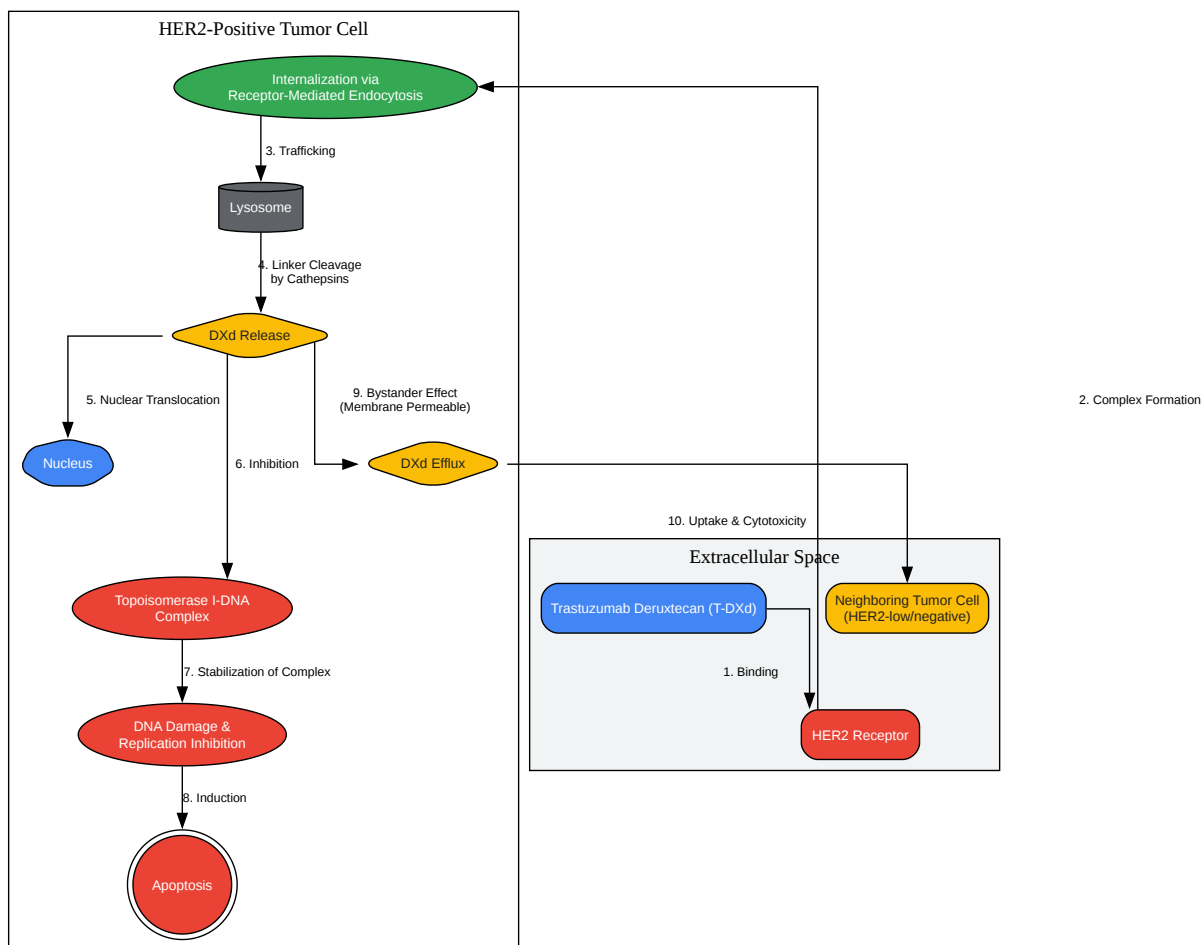 HER2-Positive Tumor Cell
Internalization via
Receptor-Mediated Endocytosis
3. Trafficking
Lysosome
4. Linker Cleavage
by Cathepsins
DXd Release
5. Nuclear Translocation
9. Bystander Effect
(Membrane Permeable)
2. Complex Formation
Nucleus
6. Inhibition
DXd Efflux
10. Uptake & Cytotoxicity
Extracellular Space
Topoisomerase I-DNA
Complex
Trastuzumab Deruxtecan (T-DXd)
Neighboring Tumor Cell
(HER2-low/negative)
7. Stabilization of Complex
1. Binding
DNA Damage &
Replication Inhibition
HER2 Receptor
8. Induction
Apoptosis